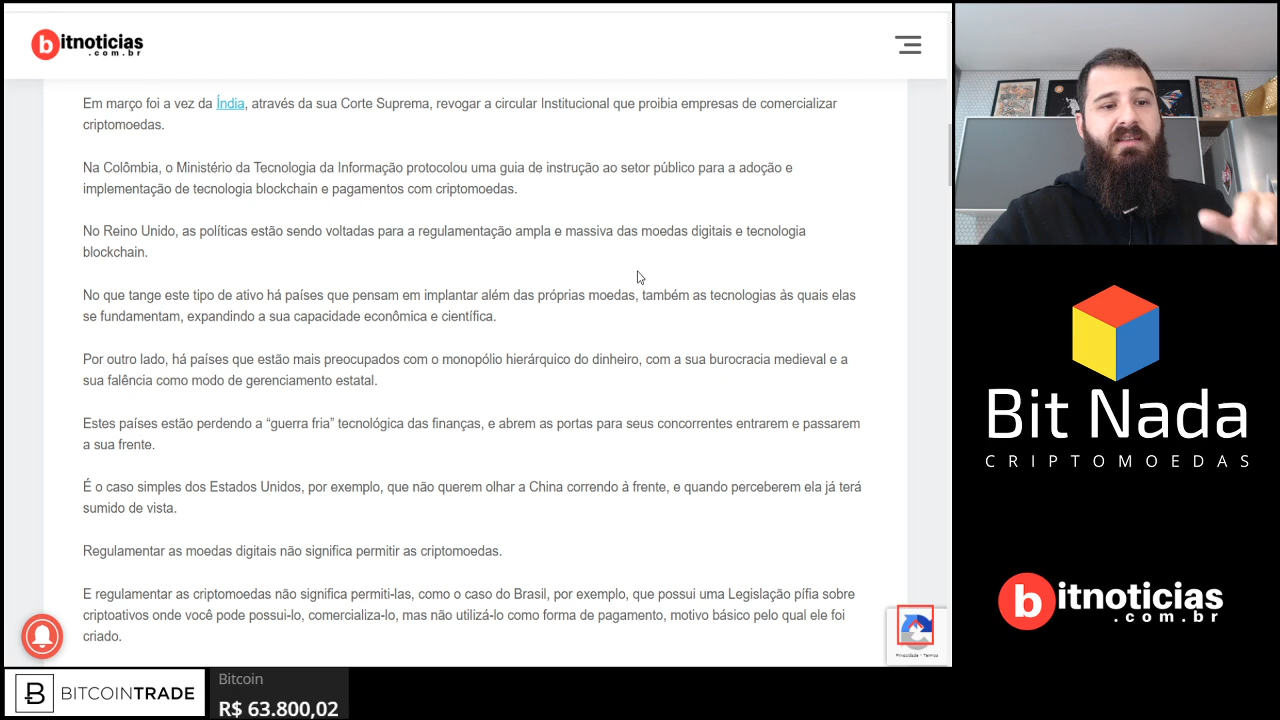 bitnoticias
.com.br
Em março foi a vez da Índia, através da sua Corte Suprema, revogar a circular Institucional que proibia empresas de comercializar
criptomoedas.
Na Colômbia, o Ministério da Tecnologia da Informação protocolou uma guia de instrução ao setor público para a adoção e
implementação de tecnologia blockchain e pagamentos com criptomoedas.
No Reino Unido, as políticas estão sendo voltadas para a regulamentação ampla e massiva das moedas digitais e tecnologia
blockchain.
No que tange este tipo de ativo há países que pensam em implantar além das próprias moedas, também as tecnologias às quais elas
se fundamentam, expandindo a sua capacidade econômica e científica.
Por outro lado, há países que estão mais preocupados com o monopólio hierárquico do dinheiro, com a sua burocracia medieval e a
sua falência como modo de gerenciamento estatal.
Estes países estão perdendo a “guerra fria” tecnológica das finanças, e abrem as portas para seus concorrentes entrarem e passarem
a sua frente.
É o caso simples dos Estados Unidos, por exemplo, que não querem olhar a China correndo à frente, e quando perceberem ela já terá
sumido de vista.
Regulamentar as moedas digitais não significa permitir as criptomoedas.
E regulamentar as criptomoedas não significa permiti-las, como o caso do Brasil, por exemplo, que possui uma Legislação pífia sobre
criptoativos onde você pode possui-lo, comercializa-lo, mas não utilizá-lo como forma de pagamento, motivo básico pelo qual ele foi
criado.
Privacidade - Termos
Bit Nada
CRIPTOMOEDAS
bitnoticias
.com.br
BITCOINTRADE
Bitcoin
R$ 63.800,02